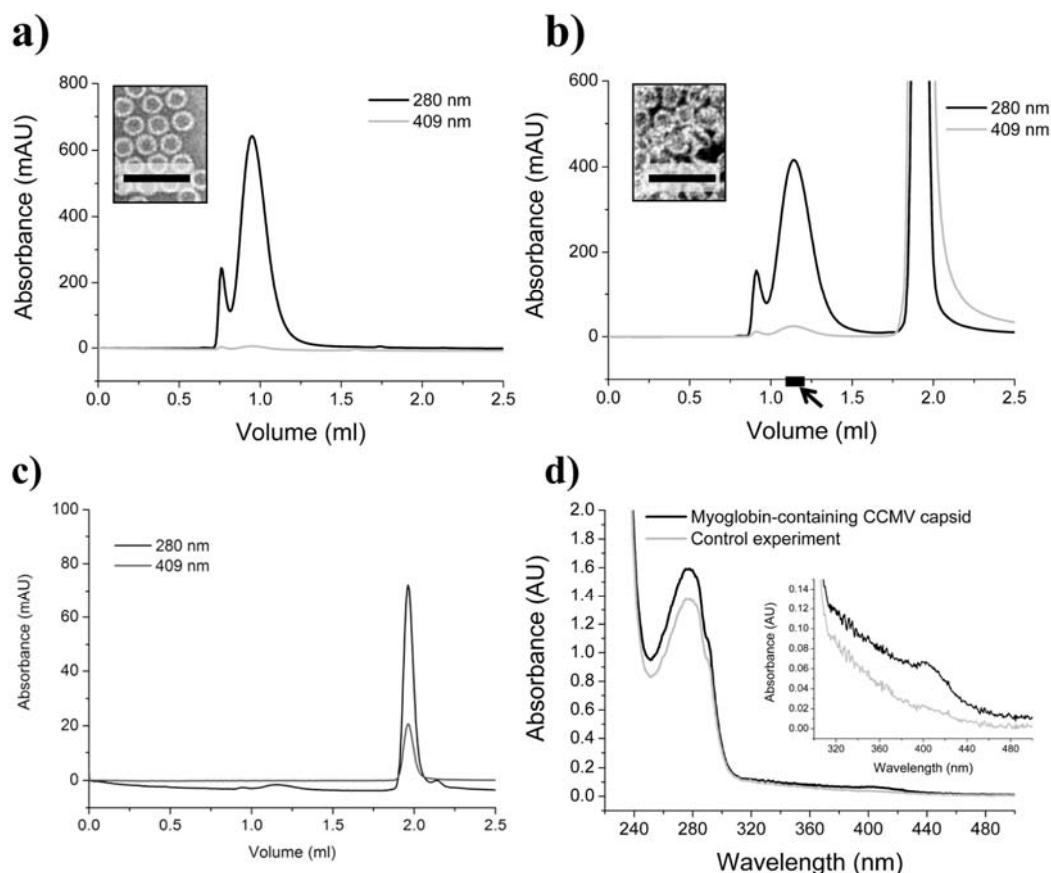 a)
800
600
400
200
0
Absorbance (mAU)
280 nm
409 nm
0.0 0.5 1.0 1.5 2.0 2.5
Volume (ml)
b)
600
400
200
0
Absorbance (mAU)
280 nm
409 nm
0.0 0.5 1.0 1.5 2.0 2.5
Volume (ml)
c)
100
80
60
40
20
0
Absorbance (mAU)
280 nm
409 nm
0.0 0.5 1.0 1.5 2.0 2.5
Volume (ml)
d)
2.0
1.8
1.6
1.4
1.2
1.0
0.8
0.6
0.4
0.2
0.0
Absorbance (AU)
Myoglobin-containing CCMV capsid
Control experiment
0.14
0.12
0.10
0.08
0.06
0.04
0.02
0.00
Absorbance (AU)
320 360 400 440 480
Wavelength (nm)
240 280 320 360 400 440 480
Wavelength (nm)